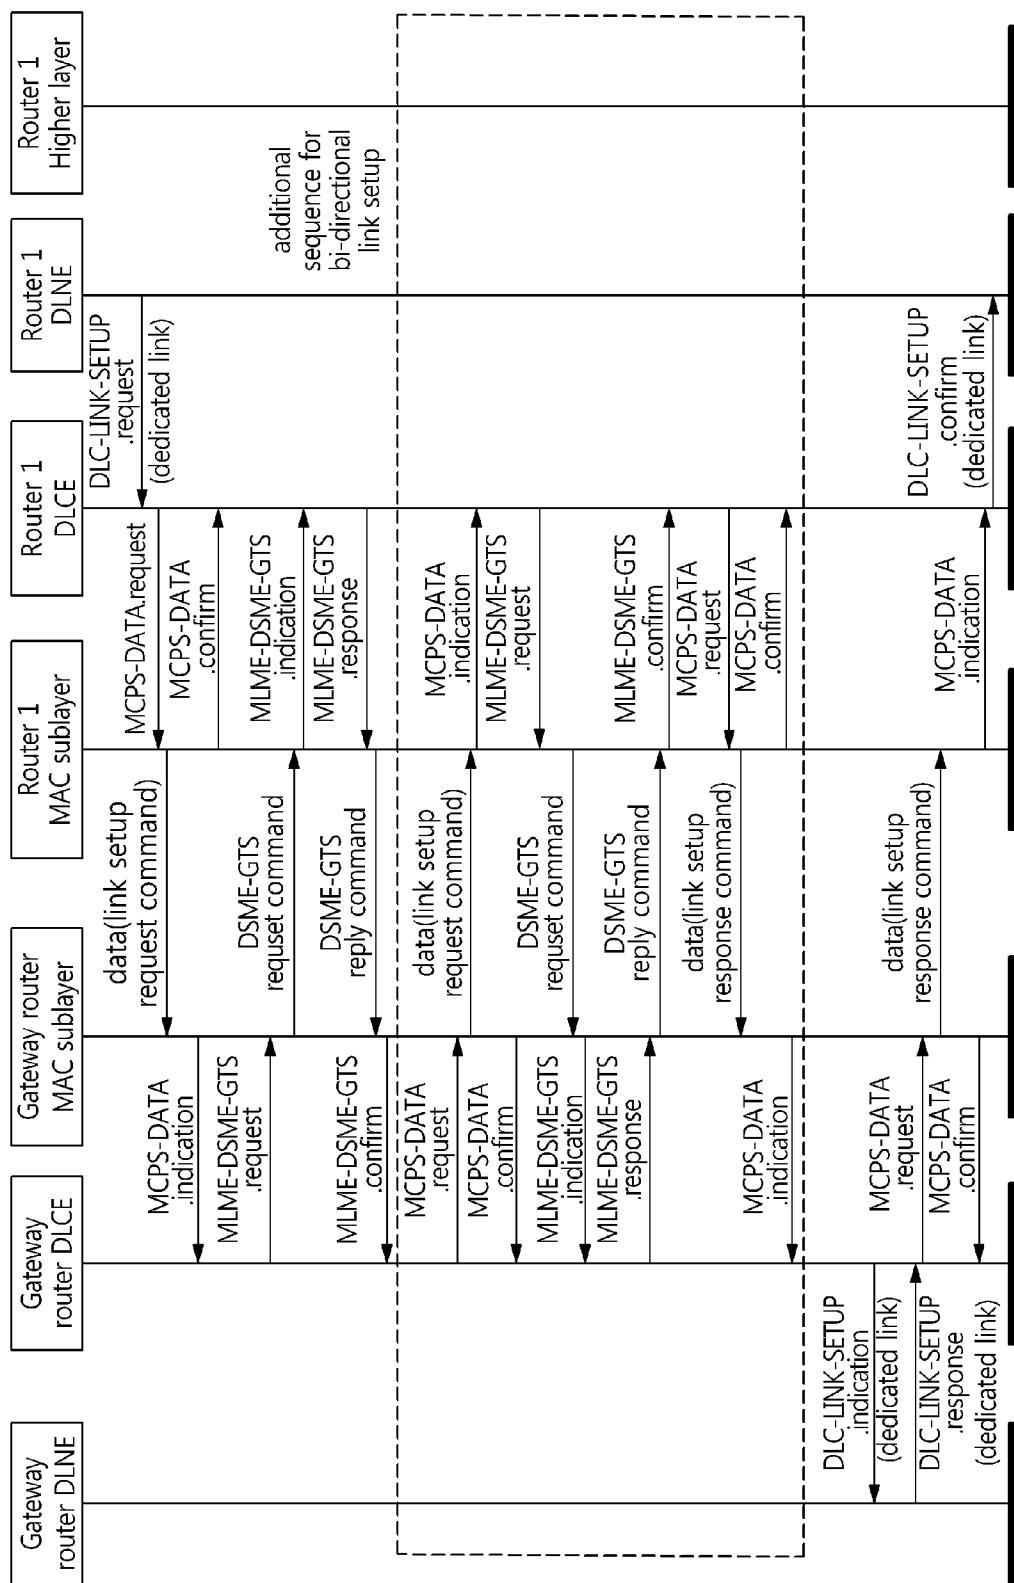 Gateway
router DLNE
Gateway
router DLCE
Gateway router
MAC sublayer
Router 1
MAC sublayer
Router 1
DLCE
Router 1
DLNE
Router 1
Higher layer
DLC-LINK-SETUP
.request
(dedicated link)
MCPS-DATA.request
data(link setup
request command)
MCPS-DATA
.indication
MCPS-DATA
.confirm
MLME-DSME-GTS
.request
DSME-GTS
requset command
MLME-DSME-GTS
.indication
MLME-DSME-GTS
.response
DSME-GTS
reply command
MLME-DSME-GTS
.confirm
additional
sequence for
bi-directional
link setup
MCPS-DATA
.request
data(link setup
requset command)
MCPS-DATA
.indication
MCPS-DATA
.confirm
MLME-DSME-GTS
.request
DSME-GTS
requset command
MLME-DSME-GTS
.indication
MLME-DSME-GTS
.response
DSME-GTS
reply command
MLME-DSME-GTS
.confirm
MCPS-DATA
.request
data(link setup
response command)
MCPS-DATA
.confirm
MCPS-DATA
.indication
DLC-LINK-SETUP
.indication
(dedicated link)
DLC-LINK-SETUP
.response
(dedicated link)
MCPS-DATA
.request
data(link setup
response command)
MCPS-DATA
.confirm
MCPS-DATA
.indication
DLC-LINK-SETUP
.confirm
(dedicated link)